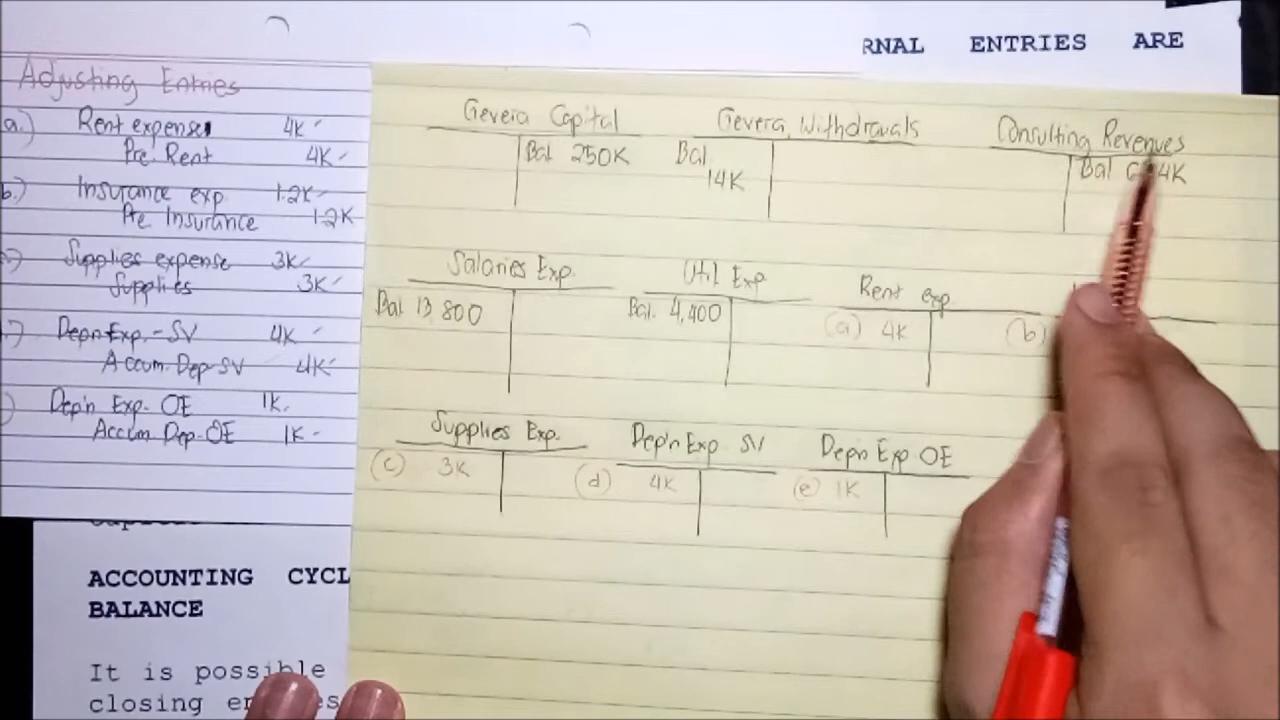 RNAL ENTRIES ARE
Adjusting Entries
a.) Rent expense 4K
Pre Rent 4K
b.) Insurance exp. 1.2K
Pre Insurance 1.2K
Supplies expense 3K
Supplies 3K
Dep'n Exp.-SV 4K
Accum. Dep-SV 4K
Dep'n Exp. OE 1K
Accum Dep-OE 1K
Gevera Capital
Bal 250K
Gevera, Withdrawals
Bal
14K
Consulting Revenues
Bal 4K
Salaries Exp.
Bal 13,800
Util Exp
Bal. 4,400
Rent exp.
(a) 4K
(b)
Supplies Exp.
(c) 3K
Dep'n Exp SV
(d) 4K
Dep'n Exp OE
(e) 1K
ACCOUNTING CYCL
BALANCE
It is possible
closing